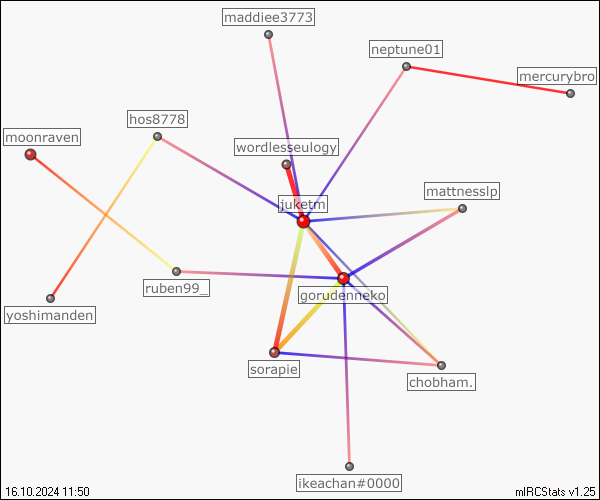 maddiee3773
neptune01
mercurybro
hos8778
moonraven
wordlesseulogy
mattnesslp
juketm
gorudenneko
ruben99_
yoshimanden
sorapie
chobham.
ikeachan#0000
16.10.2024 11:50
mIRCStats v1.25